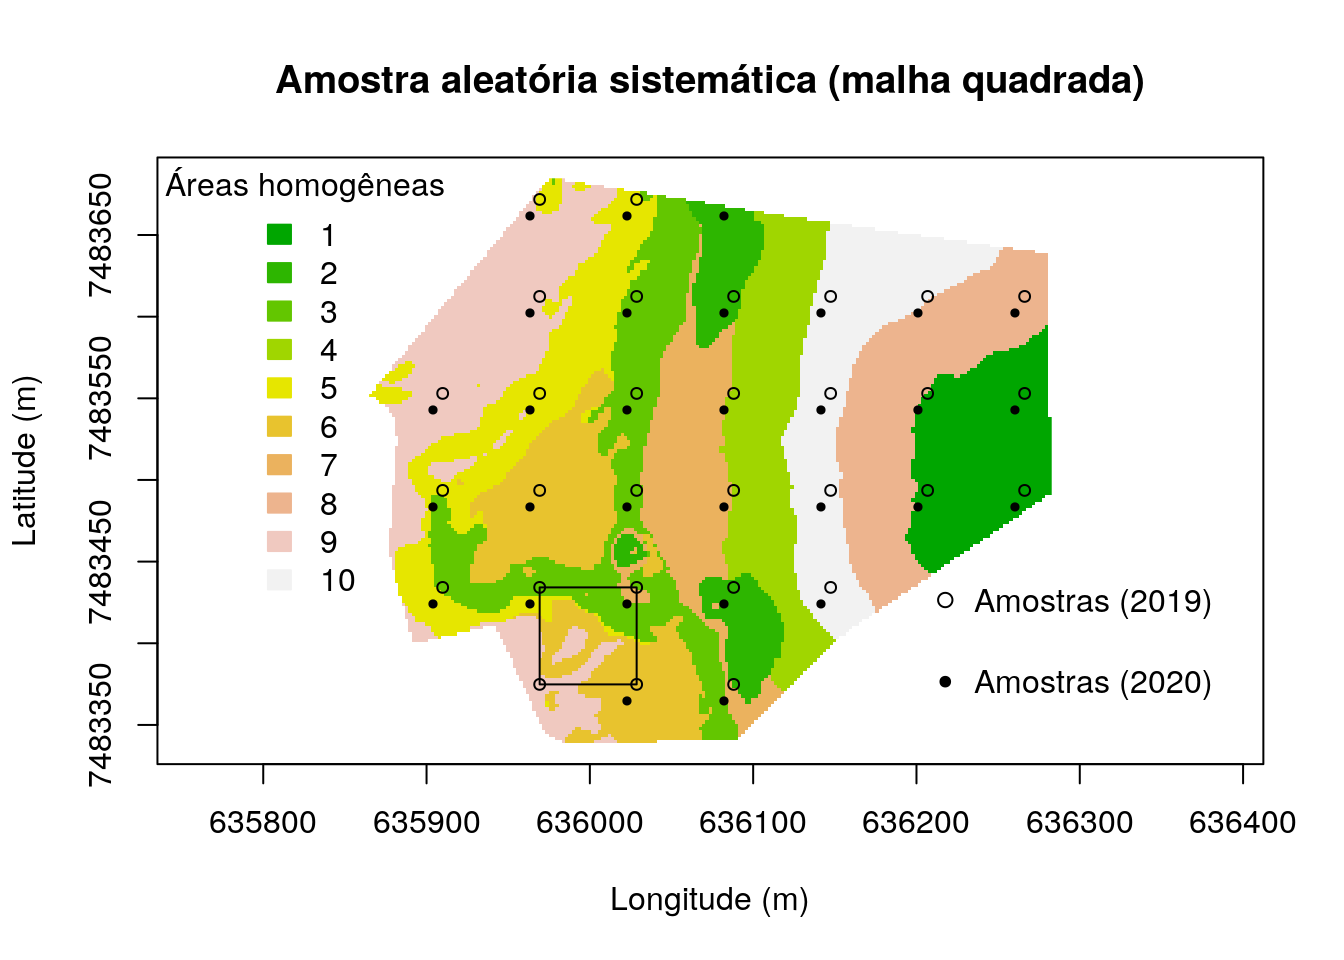 Amostra aleatória sistemática (malha quadrada)
Áreas homogêneas
1
2
3
4
5
6
7
8
9
10
Amostras (2019)
Amostras (2020)
7483650
7483550
7483450
7483350
Latitude (m)
635800 635900 636000 636100 636200 636300 636400
Longitude (m)